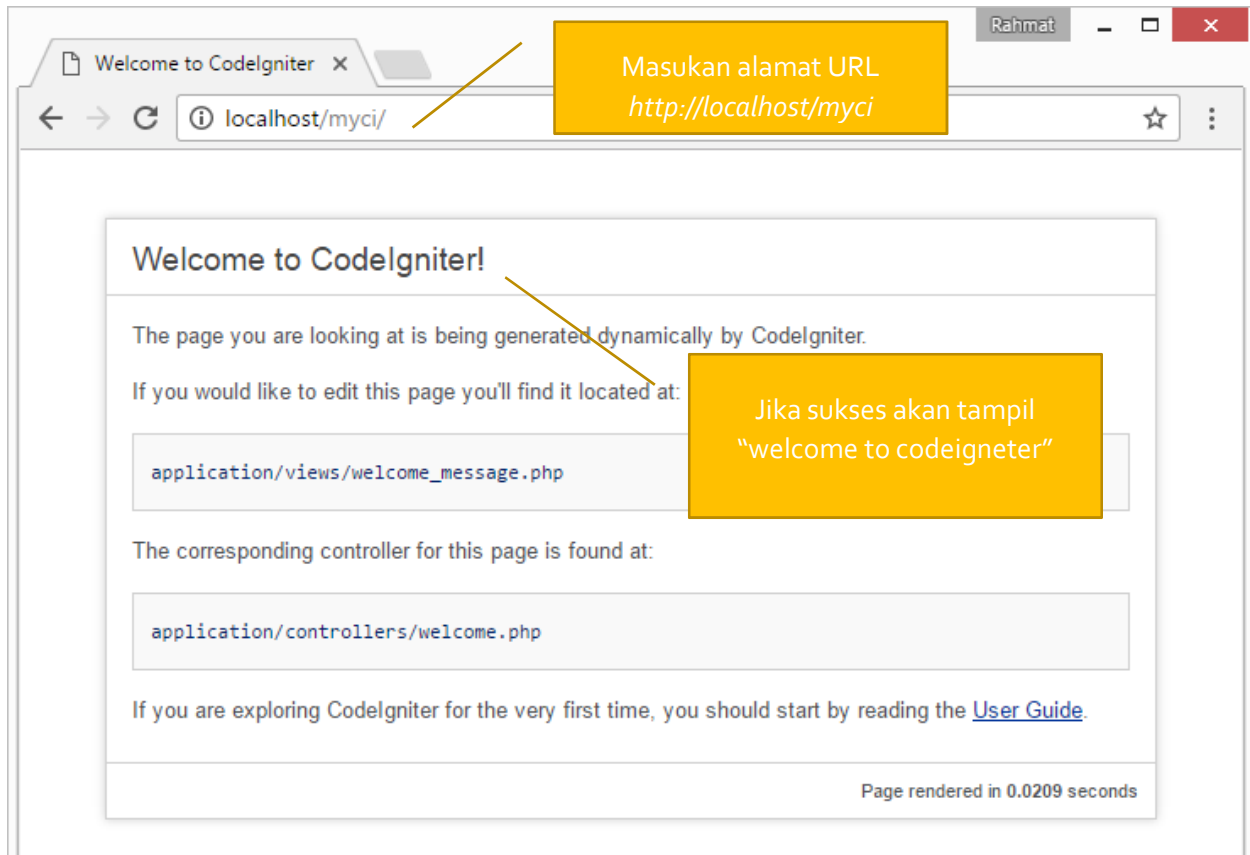 Rahmat
Welcome to CodeIgniter
Masukan alamat URL
http://localhost/myci
localhost/myci/
Welcome to CodeIgniter!
The page you are looking at is being generated dynamically by CodeIgniter.
If you would like to edit this page you'll find it located at:
Jika sukses akan tampil
“welcome to codeigneter”
application/views/welcome_message.php
The corresponding controller for this page is found at:
application/controllers/welcome.php
If you are exploring CodeIgniter for the very first time, you should start by reading the User Guide.
Page rendered in 0.0209 seconds